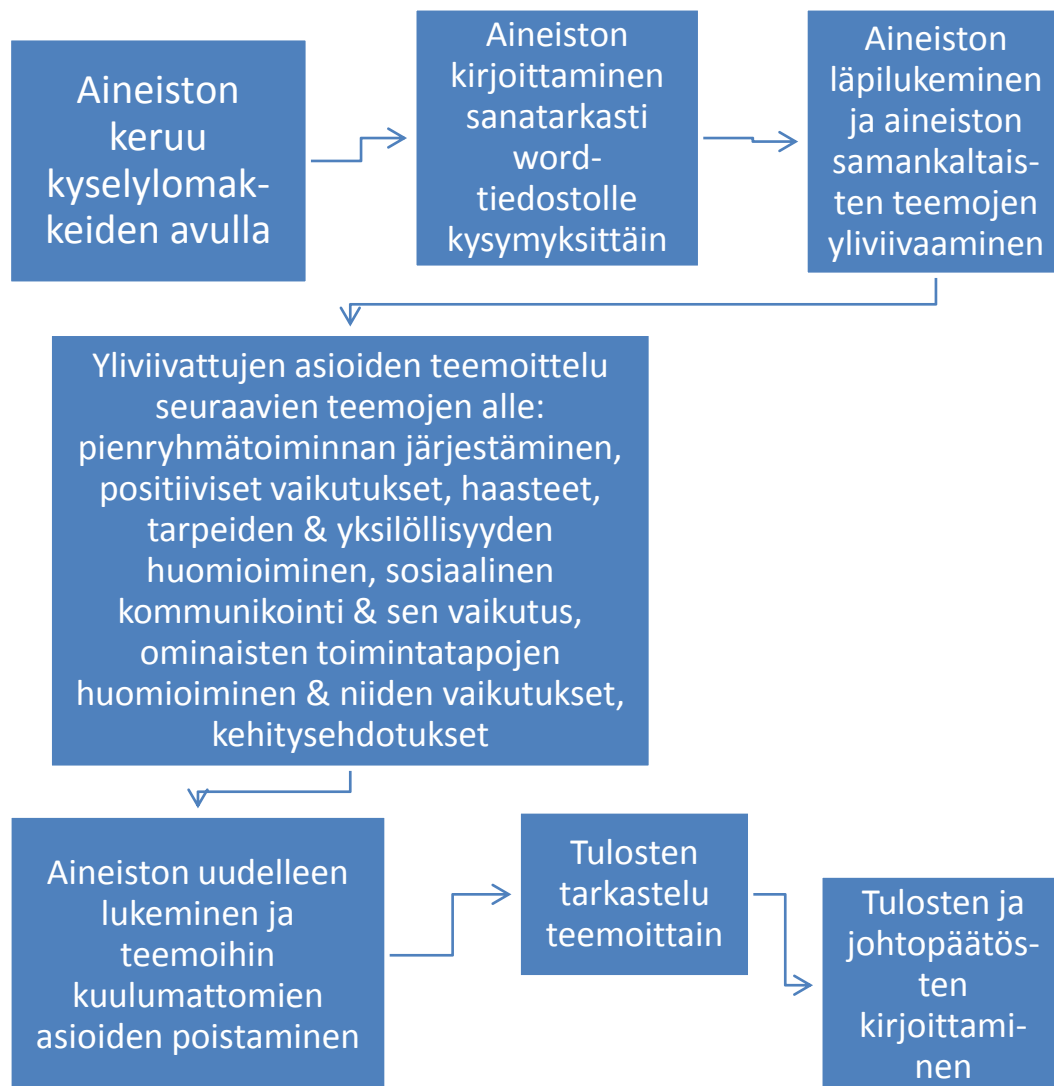 Aineiston
keruu
kyselylomak-
keiden avulla
Aineiston
kirjoittaminen
sanatarkasti
word-
tiedostolle
kysymyksittäin
Aineiston
läpilukeminen
ja aineiston
samankaltais-
ten teemojen
yliviivaaminen
Yliviivattujen asioiden teemoittelu
seuraavien teemojen alle:
pienryhmätoiminnan järjestäminen,
positiiviset vaikutukset, haasteet,
tarpeiden & yksilöllisyyden
huomioiminen, sosiaalinen
kommunikointi & sen vaikutus,
ominaisten toimintatapojen
huomioiminen & niiden vaikutukset,
kehitysehdotukset
Aineiston uudelleen
lukeminen ja
teemoihin
kuulumattomien
asioiden poistaminen
Tulosten
tarkastelu
teemoittain
Tulosten ja
johtopäätös-
ten
kirjoittami-
nen